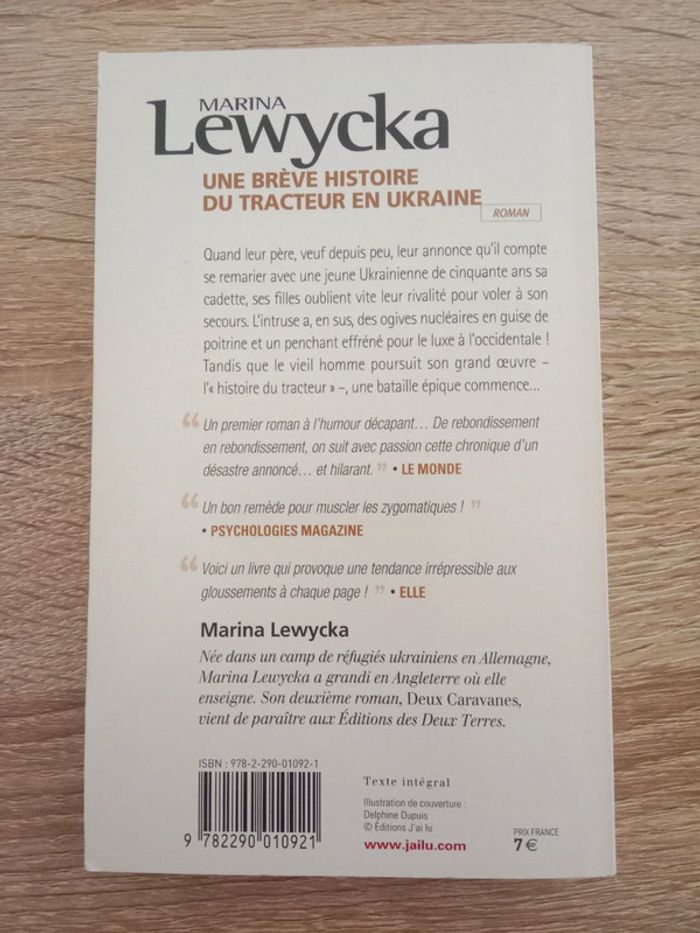 MARINA
Lewycka
UNE BRÈVE HISTOIRE
DU TRACTEUR EN UKRAINE
ROMAN
Quand leur père, veuf depuis peu, leur annonce qu'il compte
se remarier avec une jeune Ukrainienne de cinquante ans sa
cadette, ses filles oublient vite leur rivalité pour voler à son
secours. L'intruse a, en sus, des ogives nucléaires en guise de
poitrine et un penchant effréné pour le luxe à l'occidentale !
Tandis que le vieil homme poursuit son grand œuvre –
l'« histoire du tracteur » –, une bataille épique commence...
“ Un premier roman à l'humour décapant... De rebondissement
en rebondissement, on suit avec passion cette chronique d'un
désastre annoncé... et hilarant. ” • LE MONDE
“ Un bon remède pour muscler les zygomatiques ! ”
• PSYCHOLOGIES MAGAZINE
“ Voici un livre qui provoque une tendance irrépressible aux
gloussements à chaque page ! ” • ELLE
Marina Lewycka
Née dans un camp de réfugiés ukrainiens en Allemagne,
Marina Lewycka a grandi en Angleterre où elle
enseigne. Son deuxième roman, Deux Caravanes,
vient de paraître aux Éditions des Deux Terres.
ISBN : 978-2-290-01092-1
9 782290 010921
Texte intégral
Illustration de couverture :
Delphine Dupuis
© Éditions J'ai lu
www.jailu.com
PRIX FRANCE
7 €